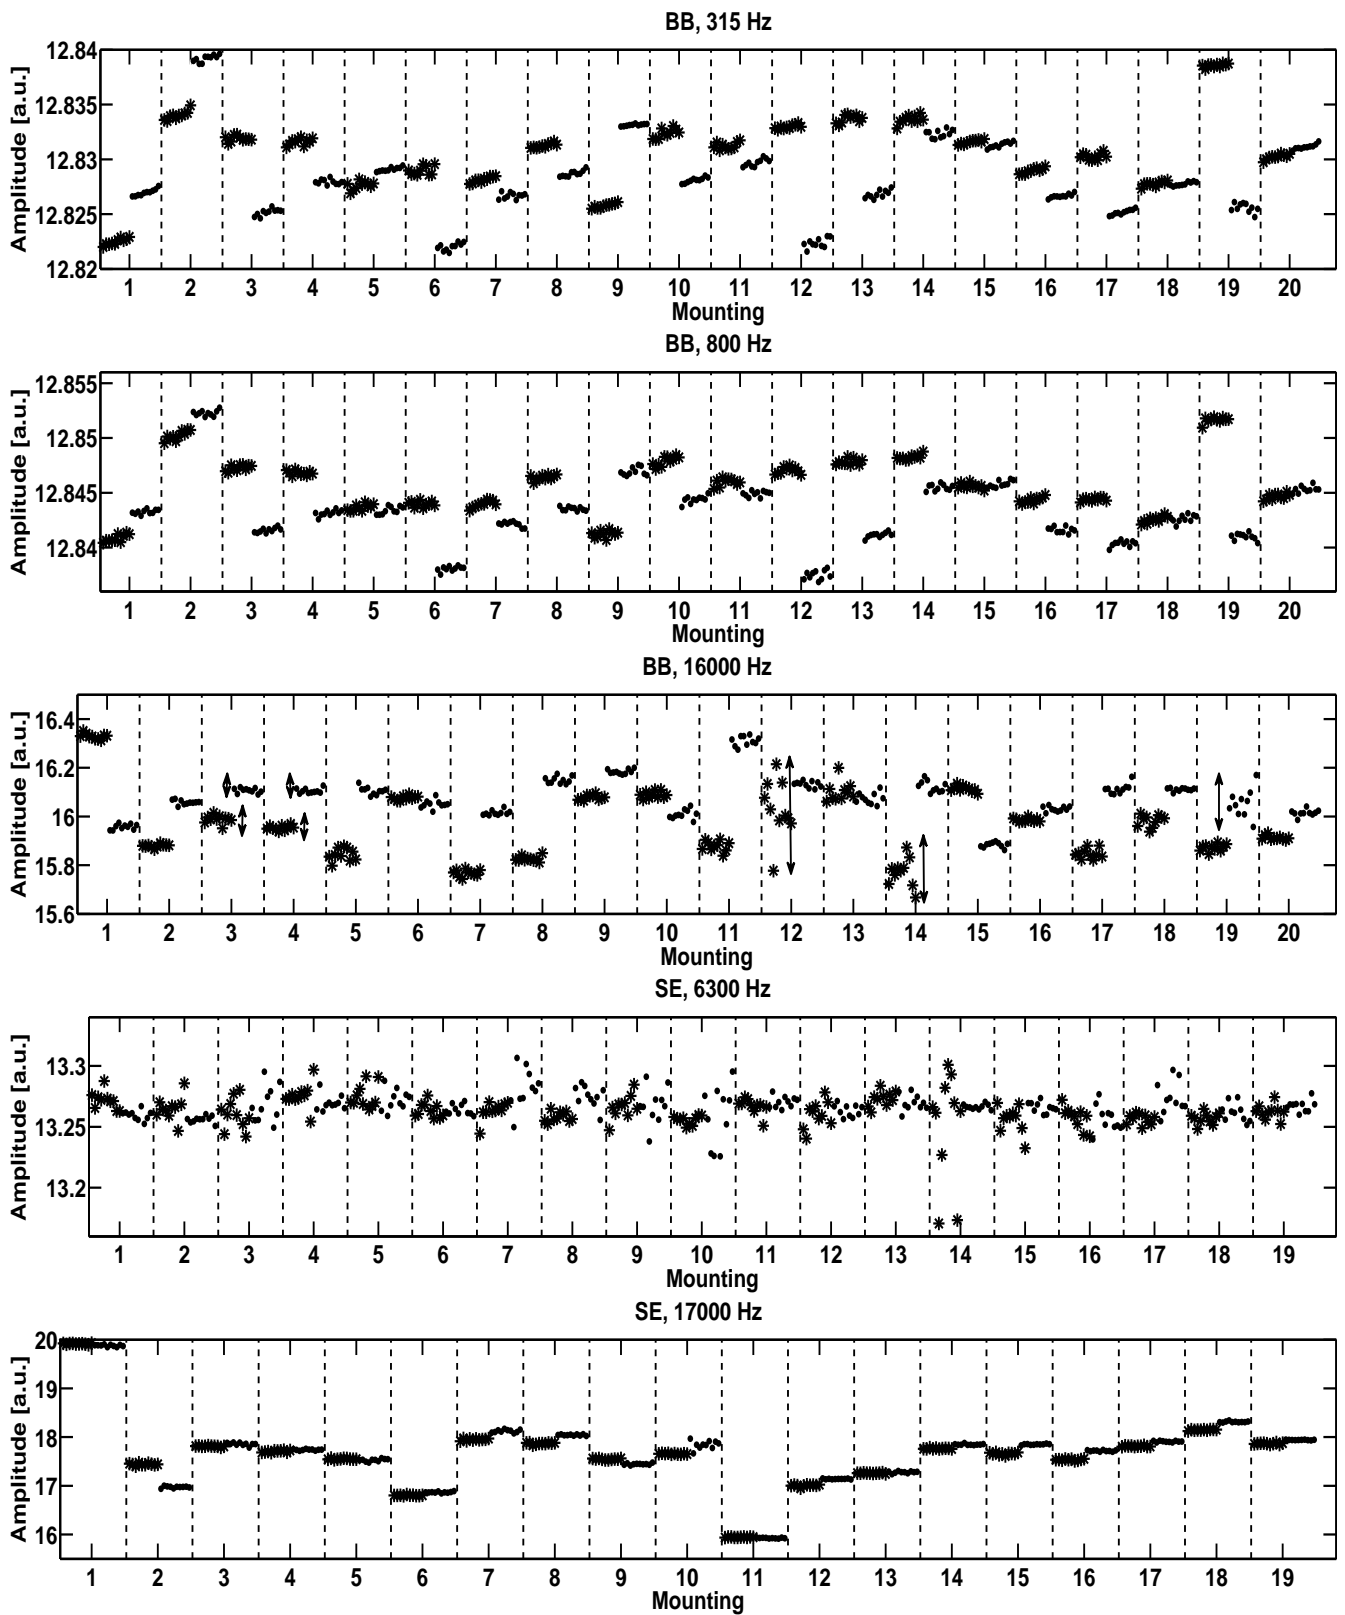 BB, 315 Hz
12.84
12.835
12.83
12.825
12.82
Amplitude [a.u.]
1 2 3 4 5 6 7 8 9 10 11 12 13 14 15 16 17 18 19 20
Mounting
BB, 800 Hz
12.855
12.85
12.845
12.84
Amplitude [a.u.]
1 2 3 4 5 6 7 8 9 10 11 12 13 14 15 16 17 18 19 20
Mounting
BB, 16000 Hz
16.4
16.2
16
15.8
15.6
Amplitude [a.u.]
1 2 3 4 5 6 7 8 9 10 11 12 13 14 15 16 17 18 19 20
Mounting
SE, 6300 Hz
13.3
13.25
13.2
Amplitude [a.u.]
1 2 3 4 5 6 7 8 9 10 11 12 13 14 15 16 17 18 19
Mounting
SE, 17000 Hz
20
19
18
17
16
Amplitude [a.u.]
1 2 3 4 5 6 7 8 9 10 11 12 13 14 15 16 17 18 19
Mounting